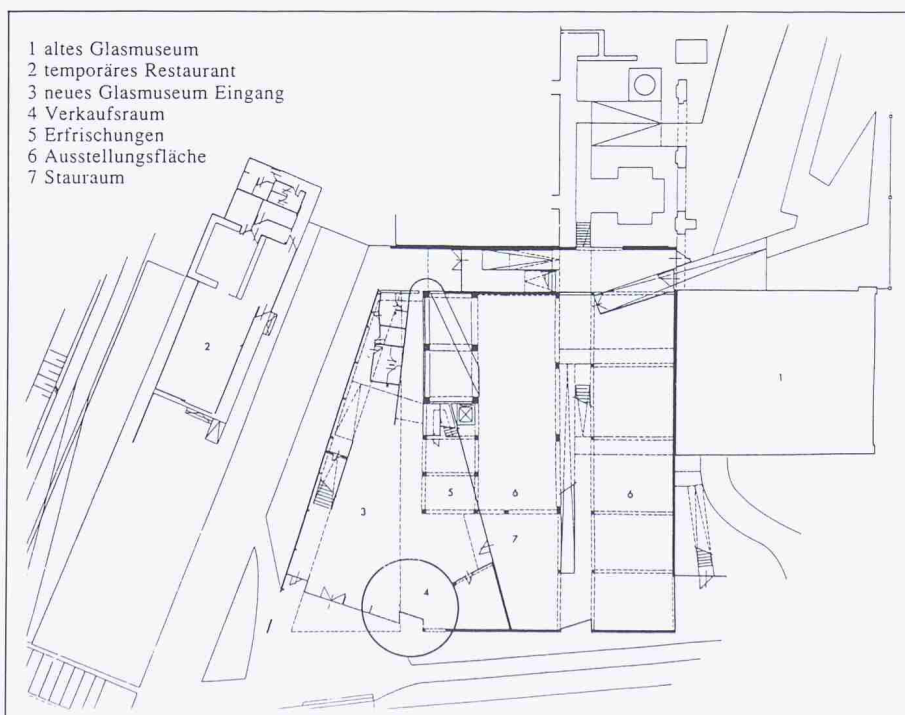 1 altes Glasmuseum
2 temporäres Restaurant
3 neues Glasmuseum Eingang
4 Verkaufsraum
5 Erfrischungen
6 Ausstellungsfläche
7 Stauraum
2
1
3
5
6
6
7
4